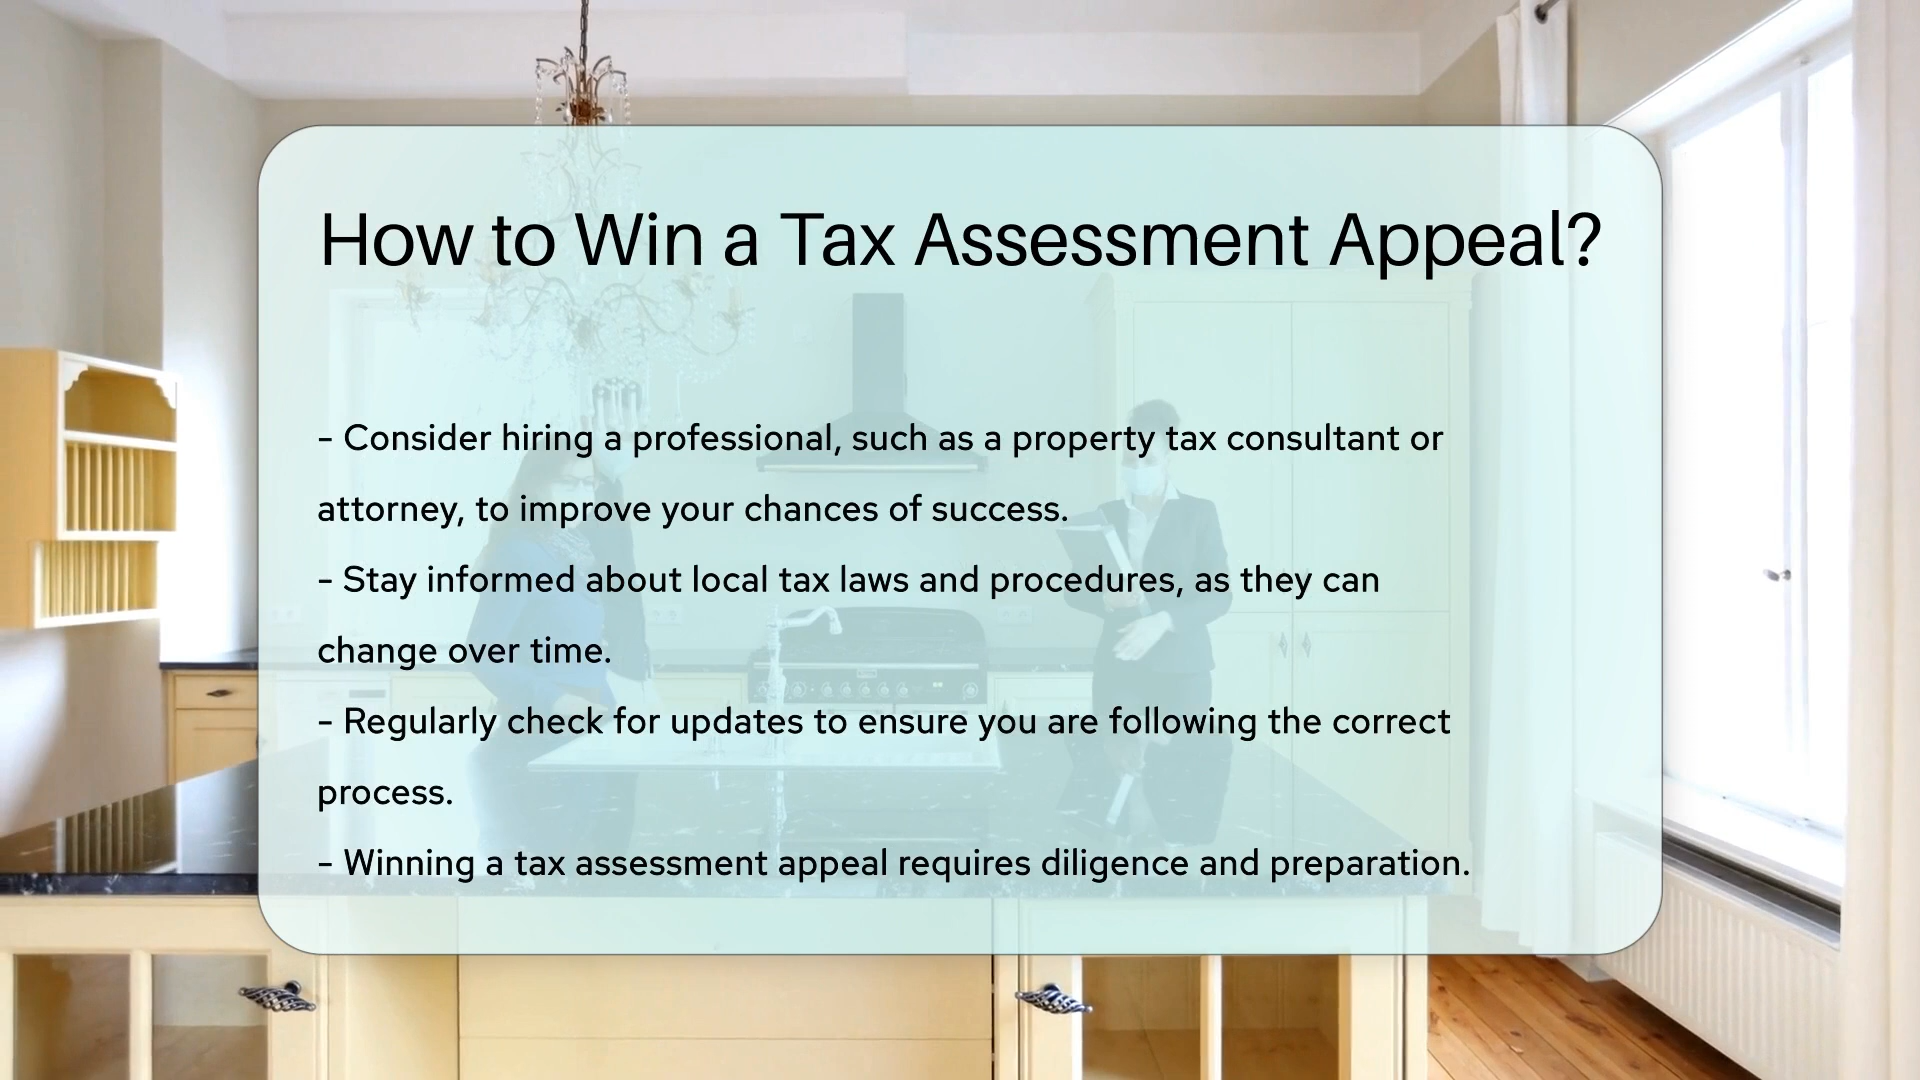 How to Win a Tax Assessment Appeal?
- Consider hiring a professional, such as a property tax consultant or
attorney, to improve your chances of success.
- Stay informed about local tax laws and procedures, as they can
change over time.
- Regularly check for updates to ensure you are following the correct
process.
- Winning a tax assessment appeal requires diligence and preparation.